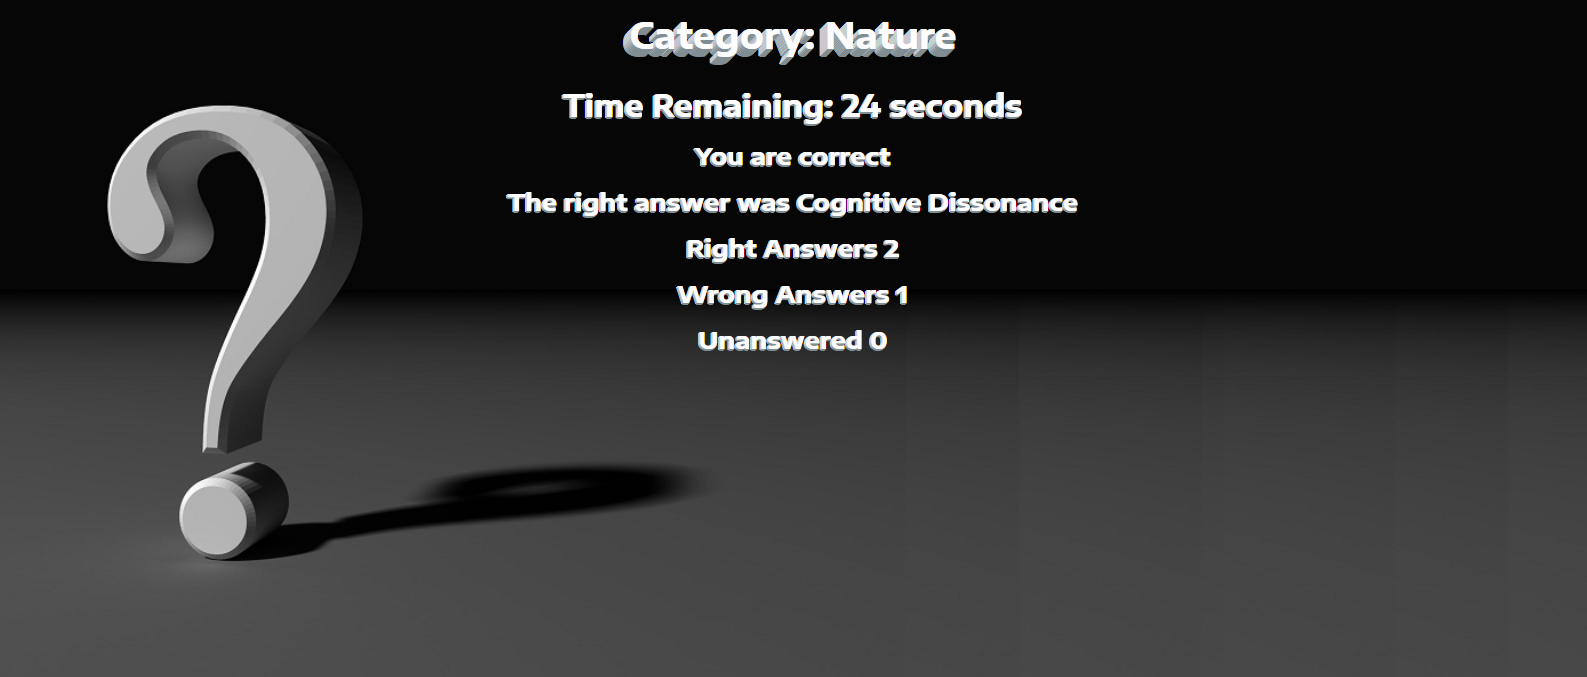 Category: Nature
Time Remaining: 24 seconds
You are correct
The right answer was Cognitive Dissonance
Right Answers 2
Wrong Answers 1
Unanswered 0